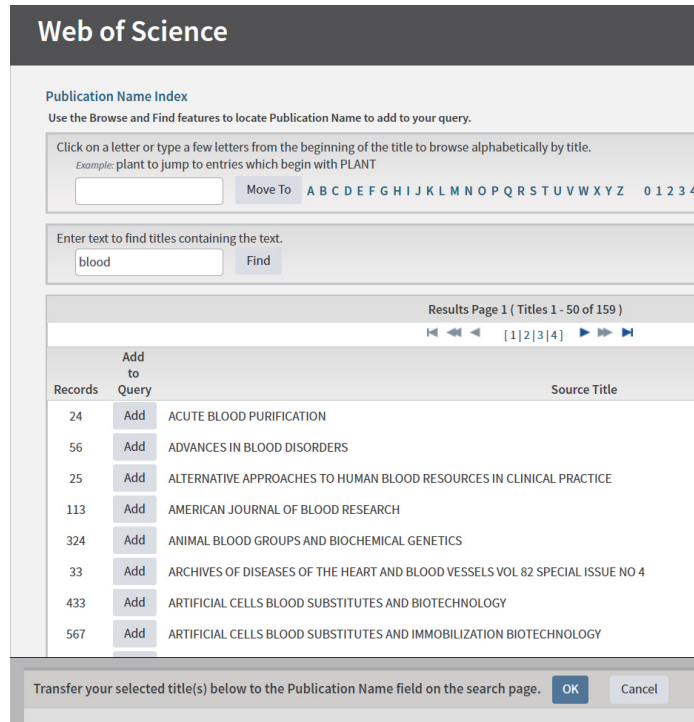 Web of Science
Publication Name Index
Use the Browse and Find features to locate Publication Name to add to your query.
Click on a letter or type a few letters from the beginning of the title to browse alphabetically by title.
Example: plant to jump to entries which begin with PLANT
Move To A B C D E F G H I J K L M N O P Q R S T U V W X Y Z 0 1 2 3 4
Enter text to find titles containing the text.
blood Find
Results Page 1 ( Titles 1 - 50 of 159 )
[ 1 | 2 | 3 | 4 ]
Add
to
Records Query Source Title
24 Add ACUTE BLOOD PURIFICATION
56 Add ADVANCES IN BLOOD DISORDERS
25 Add ALTERNATIVE APPROACHES TO HUMAN BLOOD RESOURCES IN CLINICAL PRACTICE
113 Add AMERICAN JOURNAL OF BLOOD RESEARCH
324 Add ANIMAL BLOOD GROUPS AND BIOCHEMICAL GENETICS
33 Add ARCHIVES OF DISEASES OF THE HEART AND BLOOD VESSELS VOL 82 SPECIAL ISSUE NO 4
433 Add ARTIFICIAL CELLS BLOOD SUBSTITUTES AND BIOTECHNOLOGY
567 Add ARTIFICIAL CELLS BLOOD SUBSTITUTES AND IMMOBILIZATION BIOTECHNOLOGY
Transfer your selected title(s) below to the Publication Name field on the search page. OK Cancel